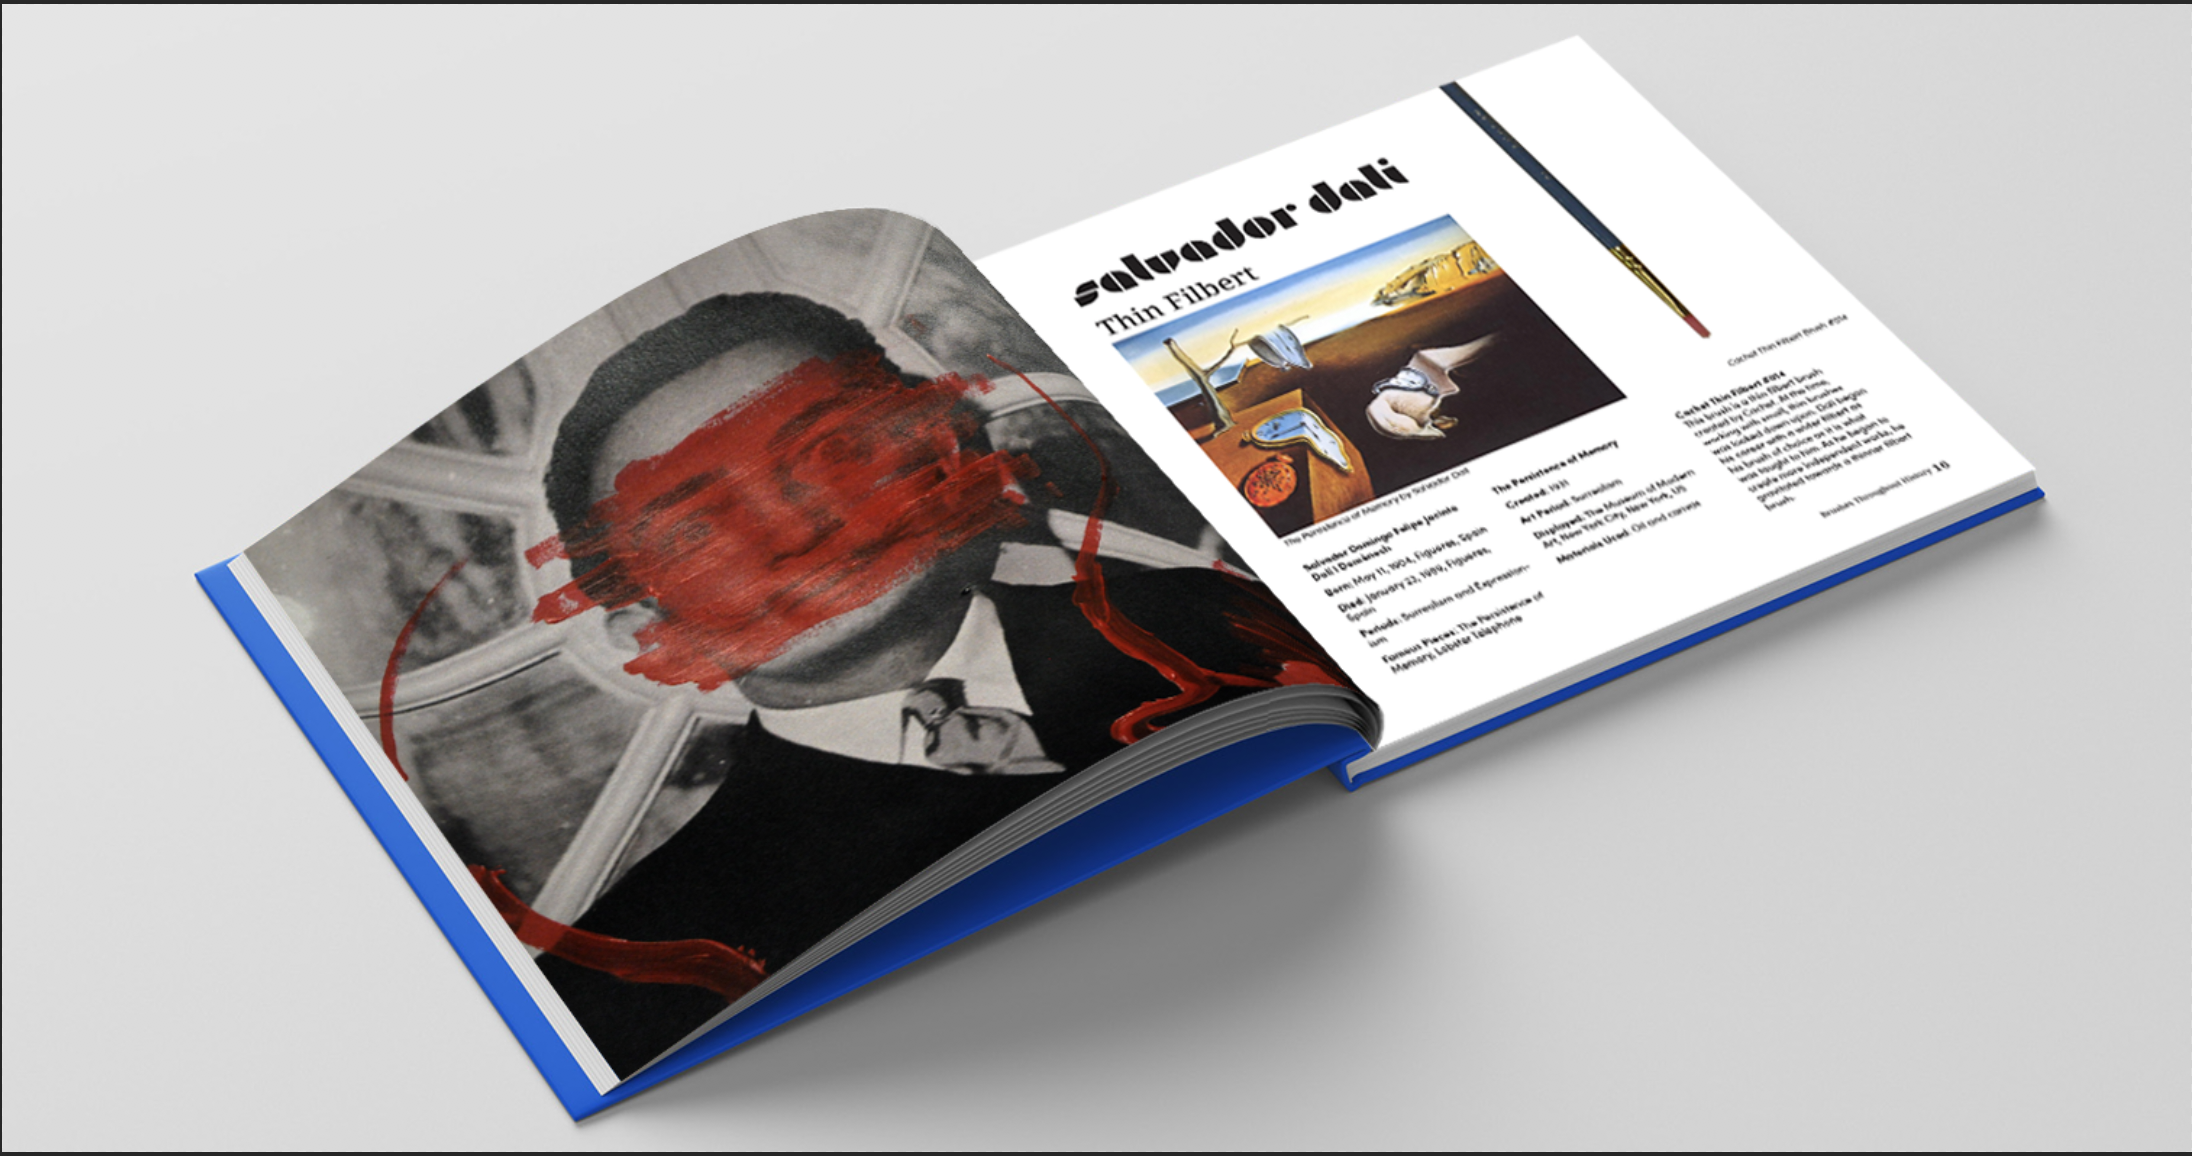 salvador dali
Thin Filbert
The Persistence of Memory by Salvador Dali
Salvador Domingo Felipe Jacinto
Dalí i Domènech
Born: May 11, 1904, Figueres, Spain
Died: January 22, 1989, Figueres,
Spain
Periods: Surrealism and Expression-
ism
Famous Pieces: The Persistence of
Memory, Lobster Telephone
The Persistence of Memory
Created: 1931
Art Period: Surrealism
Displayed: The Museum of Modern
Art, New York City, New York, US
Materials Used: Oil and canvas
Cachet Thin Filbert Brush #014
Cachet Thin Filbert #014
This brush is a thin filbert brush
created by Cachet. At the time,
working with small, thin brushes
was looked down upon. Dali began
his career with a wider filbert as
his brush of choice as it is what
was taught to him. As he began to
create more independent works, he
gravitated towards a thinner filbert
brush.
Brushes Throughout History 10